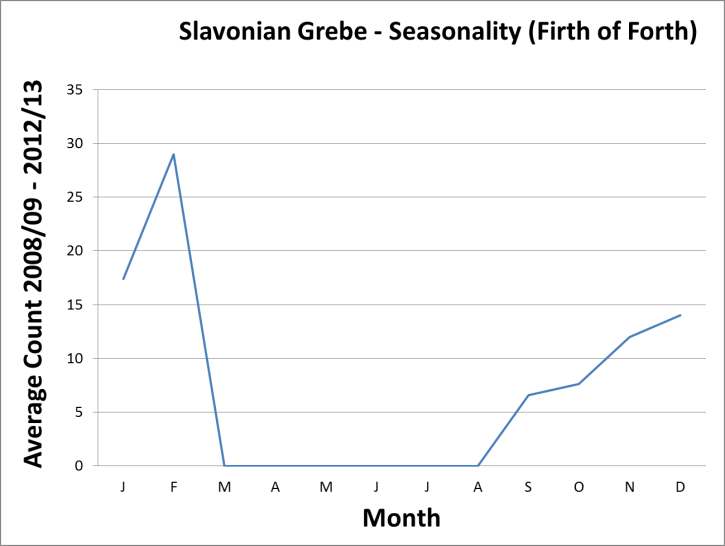 Slavonian Grebe - Seasonality (Firth of Forth)
Average Count 2008/09 - 2012/13
35
30
25
20
15
10
5
0
J F M A M J J A S O N D
Month